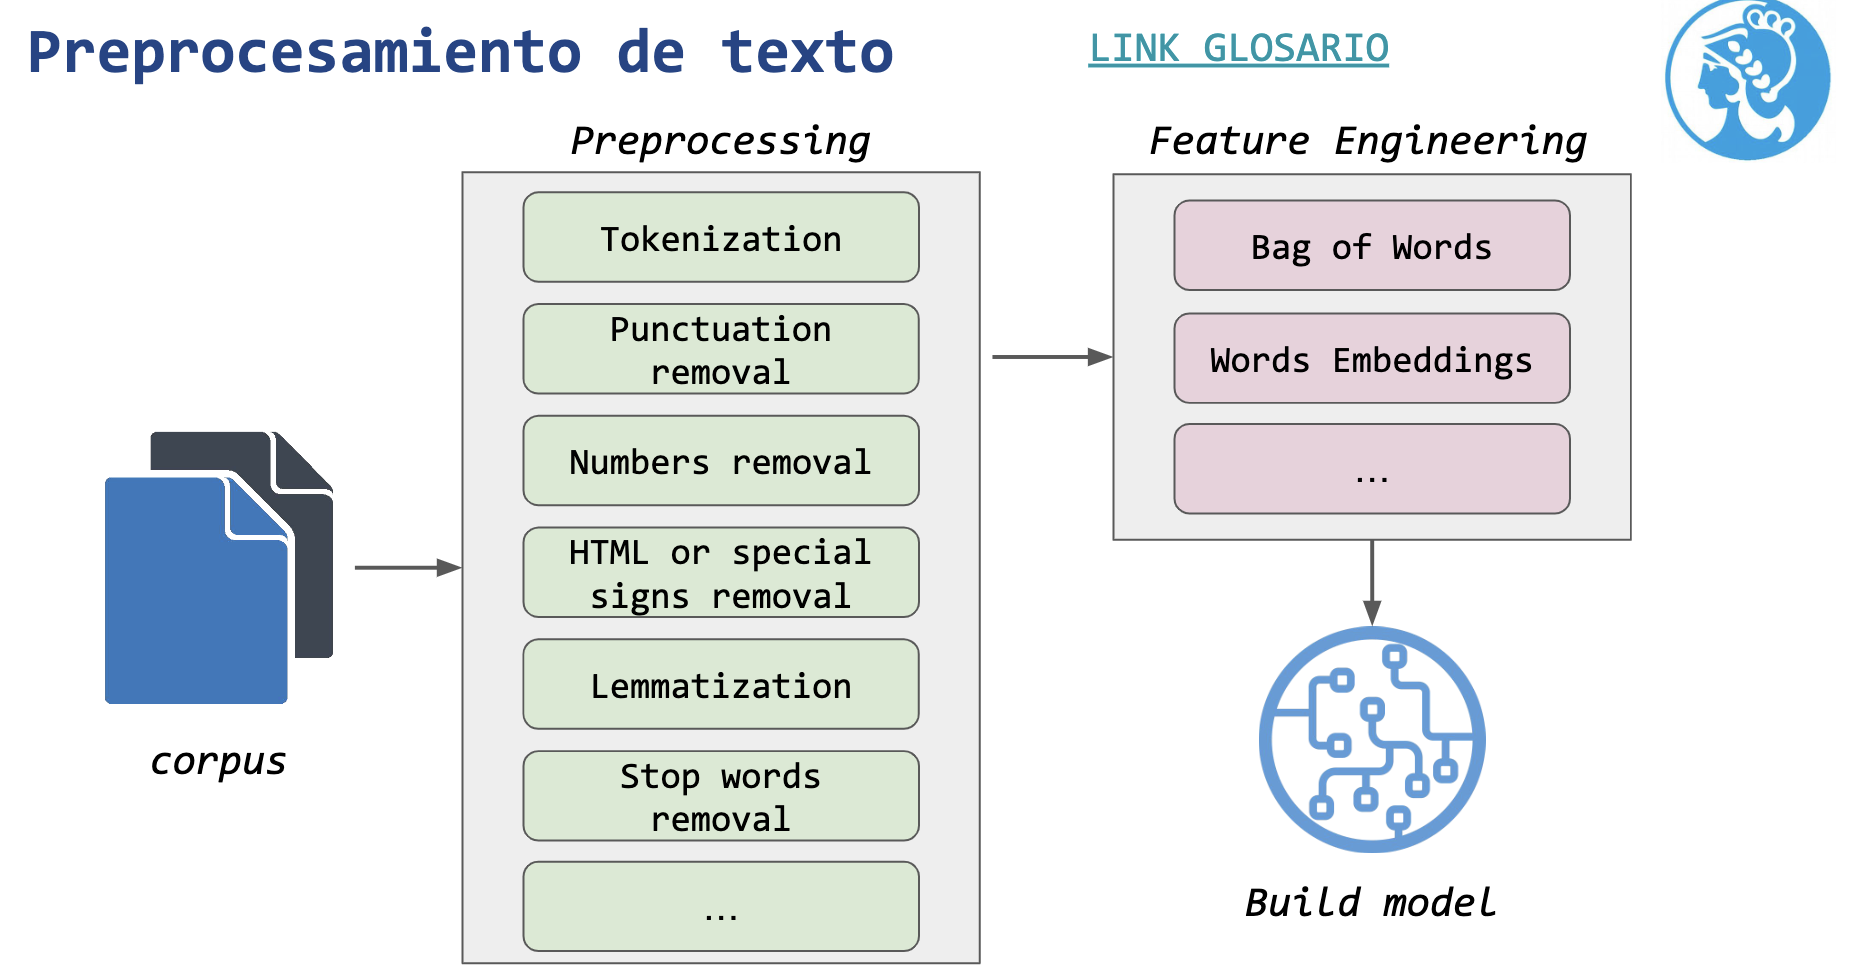 Preprocesamiento de texto
LINK GLOSARIO
Preprocessing
Tokenization
Punctuation
removal
Numbers removal
HTML or special
signs removal
Lemmatization
Stop words
removal
...
corpus
Feature Engineering
Bag of Words
Words Embeddings
...
Build model